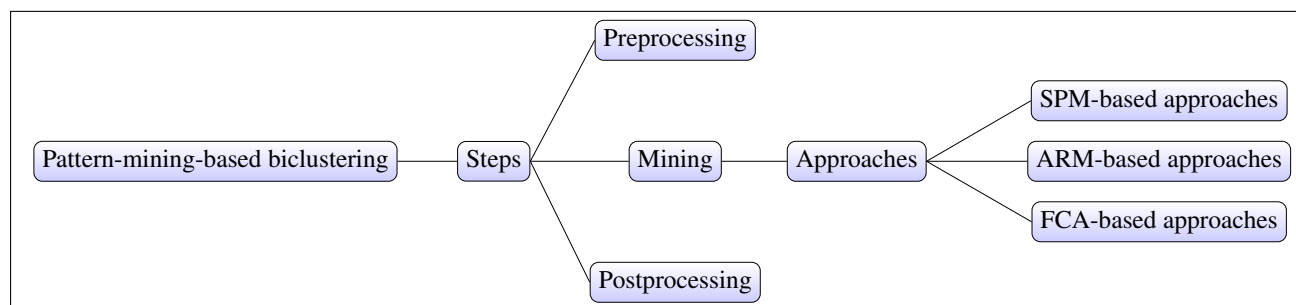 Preprocessing
SPM-based approaches
Pattern-mining-based biclustering
Steps
Mining
Approaches
ARM-based approaches
FCA-based approaches
Postprocessing